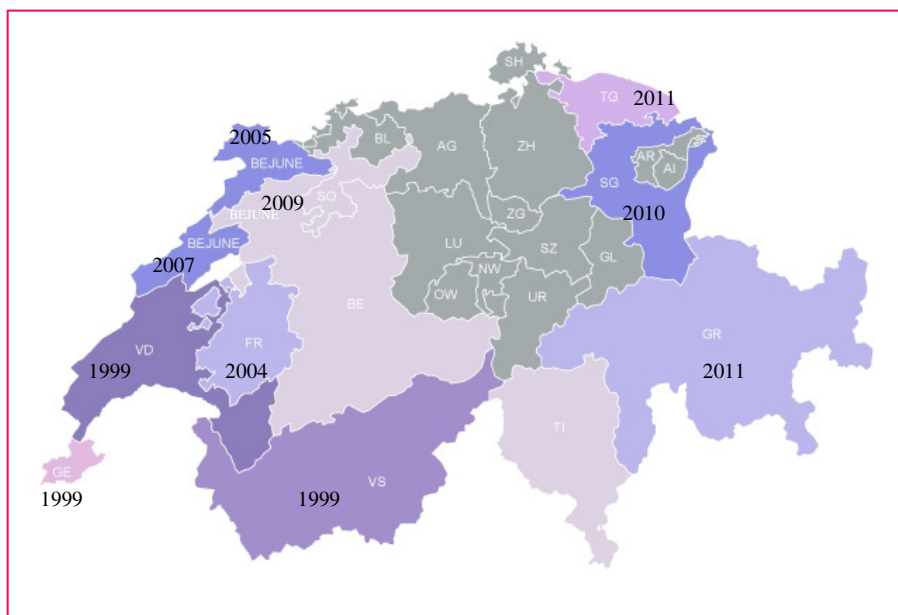 SH
TG
2011
2005
BL
AG
ZH
BEJUNE
AR
AI
SG
SO
2009
BEJUNE
ZG
2010
BEJUNE
LU
SZ
GL
NW
2007
OW
UR
BE
GR
VD
FR
1999
2004
2011
TI
GE
VS
1999
1999